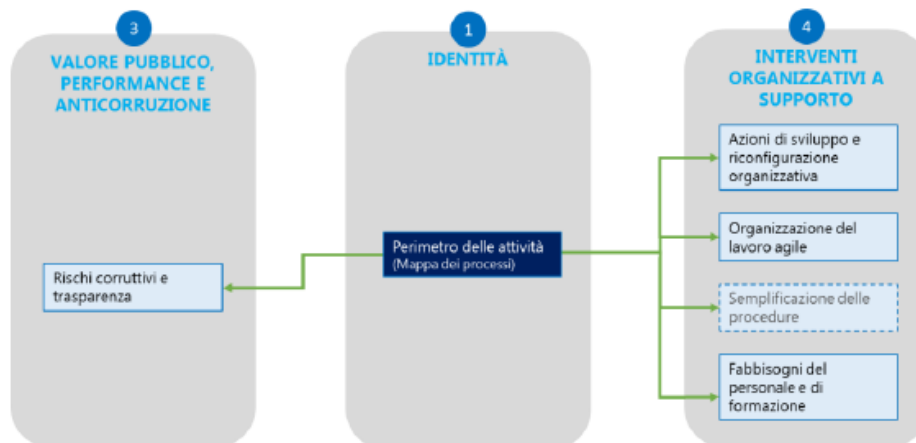 3
VALORE PUBBLICO,
PERFORMANCE E
ANTICORRUZIONE
Rischi corruttivi e
trasparenza
1
IDENTITÀ
Perimetro delle attività
(Mappa dei processi)
4
INTERVENTI
ORGANIZZATIVI A
SUPPORTO
Azioni di sviluppo e
riconfigurazione
organizzativa
Organizzazione del
lavoro agile
Semplificazione delle
procedure
Fabbisogni del
personale e di
formazione